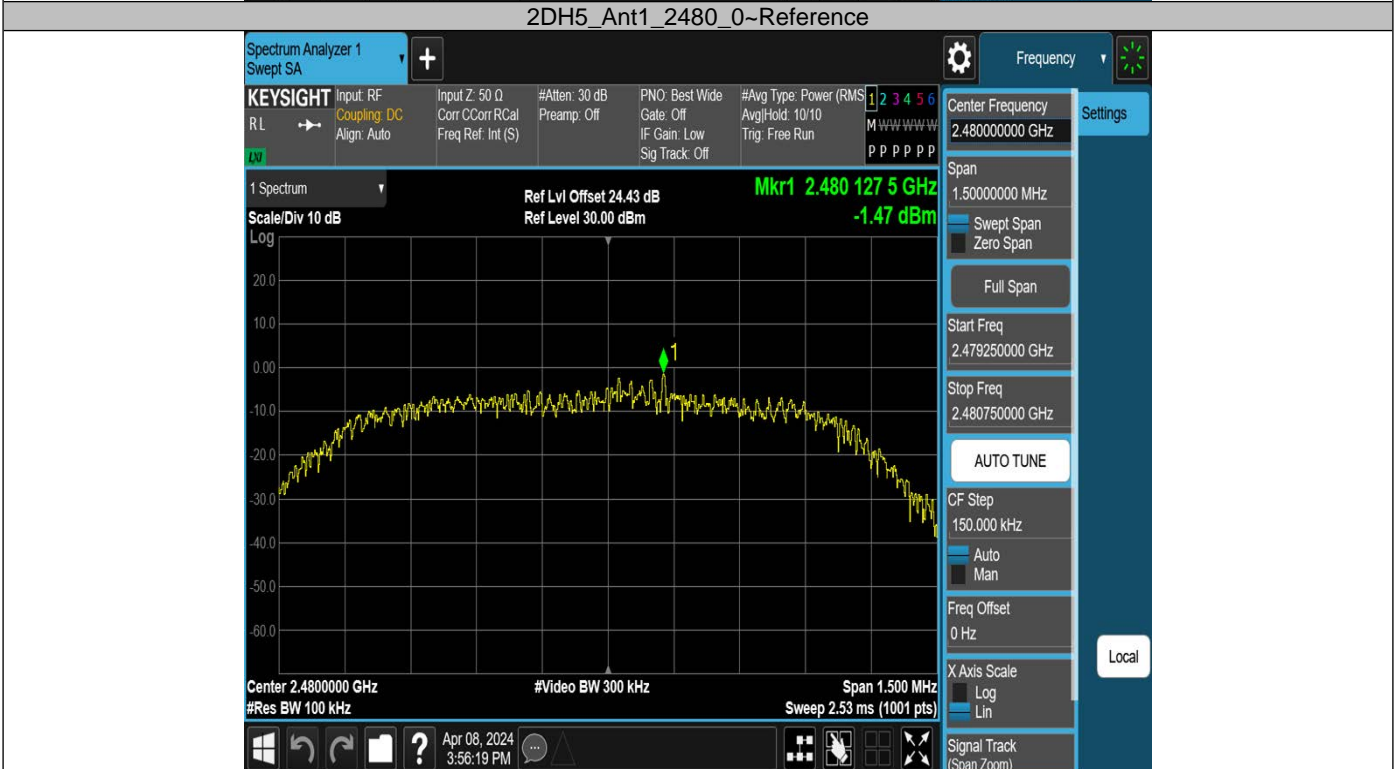 2DH5_Ant1_2480_0~Reference
Spectrum Analyzer 1
Swept SA
+
Frequency
KEYSIGHT
RL
LXI
Input: RF
Coupling: DC
Align: Auto
Input Z: 50 Ω
Corr CCorr RCal
Freq Ref: Int (S)
#Atten: 30 dB
Preamp: Off
PNO: Best Wide
Gate: Off
IF Gain: Low
Sig Track: Off
#Avg Type: Power (RMS
Avg|Hold: 10/10
Trig: Free Run
1 2 3 4 5 6
M W W W W W
P P P P P P
1 Spectrum
Scale/Div 10 dB
Ref Lvl Offset 24.43 dB
Ref Level 30.00 dBm
Mkr1 2.480 127 5 GHz
-1.47 dBm
Log
20.0
10.0
0.00
-10.0
-20.0
-30.0
-40.0
-50.0
-60.0
1
Center 2.4800000 GHz
#Res BW 100 kHz
#Video BW 300 kHz
Span 1.500 MHz
Sweep 2.53 ms (1001 pts)
?
Apr 08, 2024
3:56:19 PM
Center Frequency
2.480000000 GHz
Settings
Span
1.50000000 MHz
Swept Span
Zero Span
Full Span
Start Freq
2.479250000 GHz
Stop Freq
2.480750000 GHz
AUTO TUNE
CF Step
150.000 kHz
Auto
Man
Freq Offset
0 Hz
Local
X Axis Scale
Log
Lin
Signal Track
(Span Zoom)